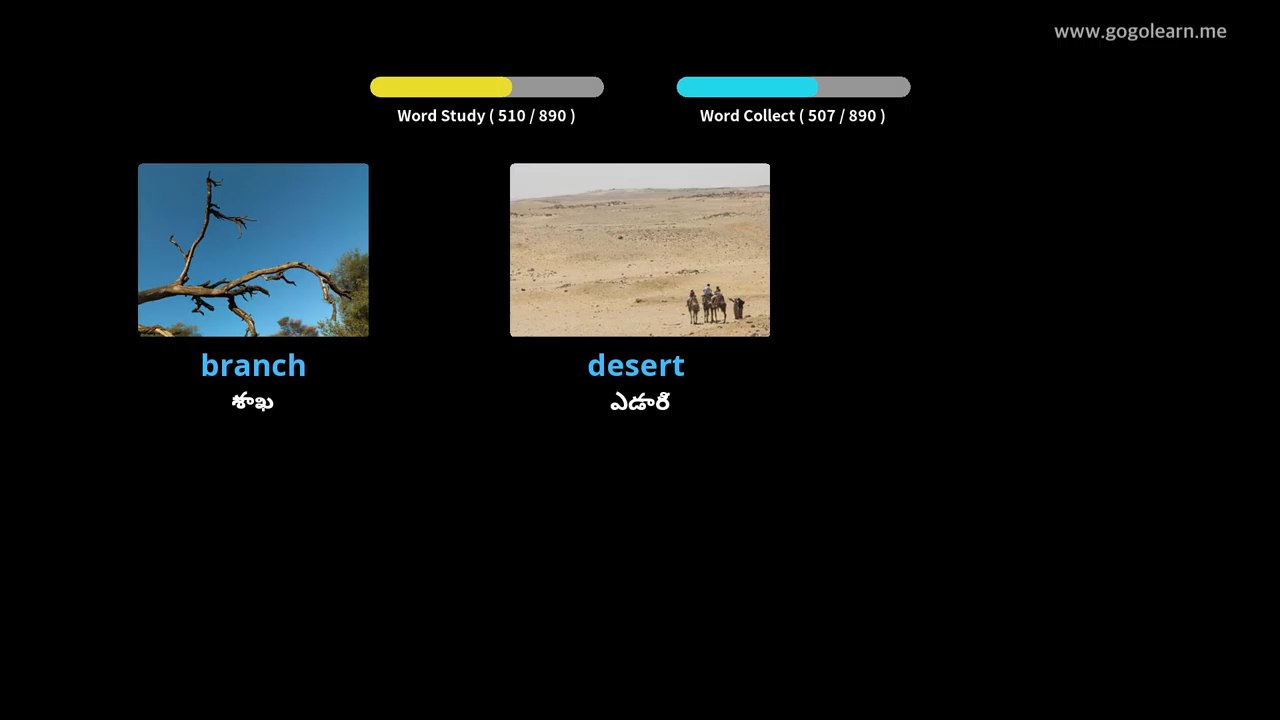 www.gogolearn.me
Word Study ( 510 / 890 )
Word Collect ( 507 / 890 )
branch
శాఖ
desert
ఎడారి